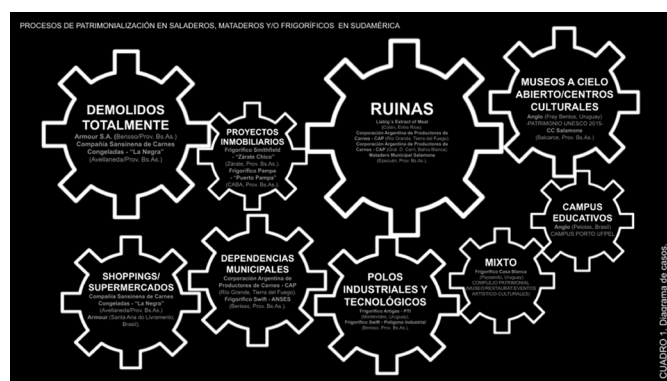 PROCESOS DE PATRIMONIALIZACIÓN EN SALADEROS, MATADEROS Y/O FRIGORÍFICOS EN SUDAMÉRICA
DEMOLIDOS
TOTALMENTE
Armour S.A. (Berisso/Prov. Bs.As.)
Compañía Sansinena de Carnes
Congeladas - "La Negra"
(Avellaneda/Prov. Bs.As.)
PROYECTOS
INMOBILIARIOS
Frigorífico Smithfield
- "Zárate Chico"
(Zárate, Prov. Bs.As.)
Frigorífico Pampa
- "Puerto Pampa"
(CABA, Prov. Bs.As.)
RUINAS
Liebig's Extract of Meat
(Colón, Entre Ríos)
Corporación Argentina de Productores de
Carnes - CAP (Río Grande, Tierra del Fuego)
Corporación Argentina de Productores de
Carnes - CAP (Gral. D. Cerri, Bahía Blanca)
Matadero Municipal Salamone
(Epecuén, Prov. Bs.As.)
MUSEOS A CIELO
ABIERTO/CENTROS
CULTURALES
Anglo (Fray Bentos, Uruguay)
-PATRIMONIO UNESCO 2015-
CC Salamone
(Balcarce, Prov. Bs.As.)
CAMPUS
EDUCATIVOS
Anglo (Pelotas, Brasil)
CAMPUS PORTO UFPEL
SHOPPINGS/
SUPERMERCADOS
Compañía Sansinena de Carnes
Congeladas - "La Negra"
(Avellaneda/Prov. Bs.As.)
Armour (Santa Ana do Livramento,
Brasil)
DEPENDENCIAS
MUNICIPALES
Corporación Argentina de
Productores de Carnes - CAP
(Río Grande, Tierra del Fuego)
Frigorífico Swift - ANSES
(Berisso, Prov. Bs.As.)
POLOS
INDUSTRIALES Y
TECNOLÓGICOS
Frigorífico Artigas - PTI
(Montevideo, Uruguay)
Frigorífico Swift - Polígono Industrial
(Berisso, Prov. Bs.As.)
MIXTO
Frigorífico Casa Blanca
(Paysandú, Uruguay)
COMPLEJO PATRIMONIAL
ARTÍSTICO-CULTURALES)
CUADRO 1. Diagrama de casos.